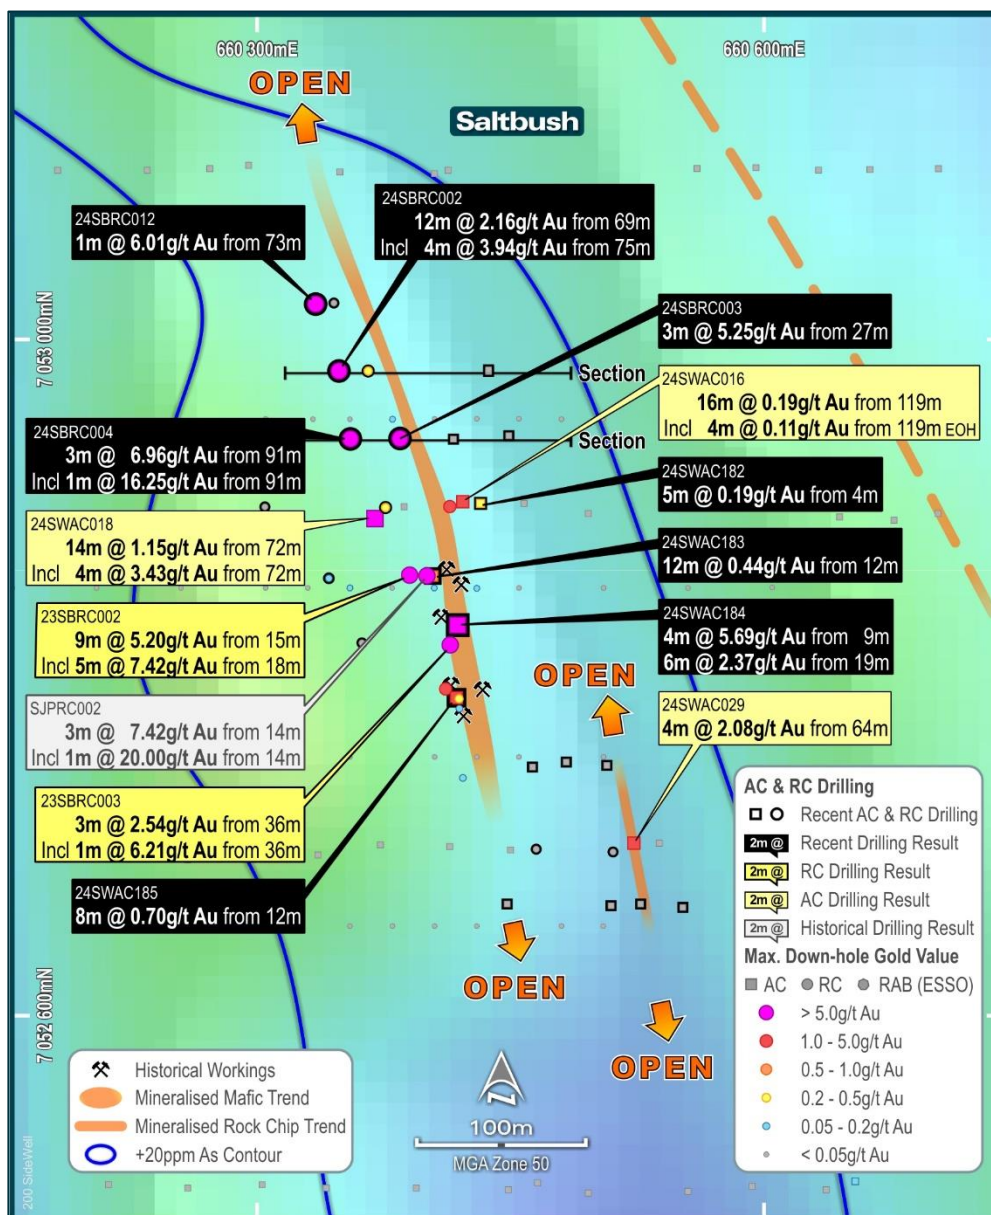 660 300mE
660 600mE
OPEN
Saltbush
24SBRC002
12m @ 2.16g/t Au from 69m
Incl 4m @ 3.94g/t Au from 75m
24SBRC012
1m @ 6.01g/t Au from 73m
7 053 000mN
24SBRC003
3m @ 5.25g/t Au from 27m
Section
24SWAC016
16m @ 0.19g/t Au from 119m
Incl 4m @ 0.11g/t Au from 119m EOH
Section
24SBRC004
3m @ 6.96g/t Au from 91m
Incl 1m @ 16.25g/t Au from 91m
24SWAC182
5m @ 0.19g/t Au from 4m
24SWAC018
14m @ 1.15g/t Au from 72m
Incl 4m @ 3.43g/t Au from 72m
24SWAC183
12m @ 0.44g/t Au from 12m
23SBRC002
9m @ 5.20g/t Au from 15m
Incl 5m @ 7.42g/t Au from 18m
24SWAC184
4m @ 5.69g/t Au from 9m
6m @ 2.37g/t Au from 19m
OPEN
SJPRC002
3m @ 7.42g/t Au from 14m
Incl 1m @ 20.00g/t Au from 14m
24SWAC029
4m @ 2.08g/t Au from 64m
23SBRC003
3m @ 2.54g/t Au from 36m
Incl 1m @ 6.21g/t Au from 36m
24SWAC185
8m @ 0.70g/t Au from 12m
OPEN
OPEN
7 052 600mN
AC & RC Drilling
Recent AC & RC Drilling
2m @ Recent Drilling Result
2m @ RC Drilling Result
2m @ AC Drilling Result
2m @ Historical Drilling Result
Max. Down-hole Gold Value
AC RC RAB (ESSO)
> 5.0g/t Au
1.0 - 5.0g/t Au
0.5 - 1.0g/t Au
0.2 - 0.5g/t Au
0.05 - 0.2g/t Au
< 0.05g/t Au
Historical Workings
Mineralised Mafic Trend
Mineralised Rock Chip Trend
+20ppm As Contour
100m
MGA Zone 50
200 SideWell